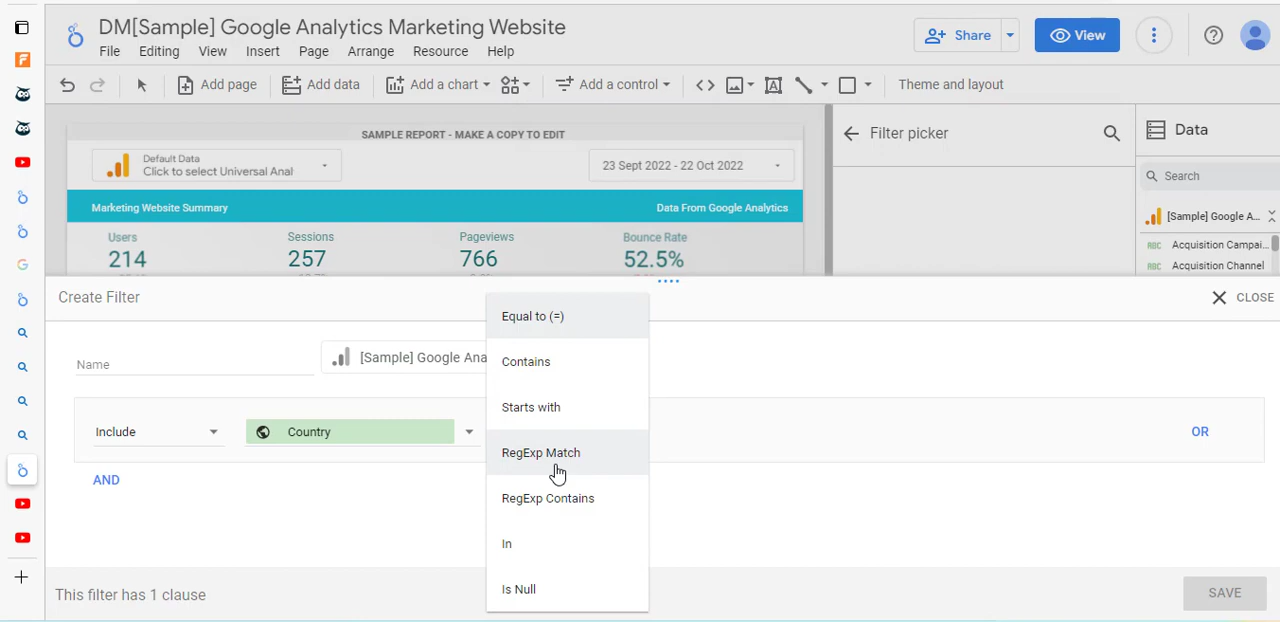 DM[Sample] Google Analytics Marketing Website
File Editing View Insert Page Arrange Resource Help
Share
View
Add page
Add data
Add a chart
Add a control
Theme and layout
SAMPLE REPORT - MAKE A COPY TO EDIT
Default Data
Click to select Universal Anal
23 Sept 2022 - 22 Oct 2022
Marketing Website Summary
Data From Google Analytics
Users
214
Sessions
257
Pageviews
766
Bounce Rate
52.5%
Filter picker
Data
Search
[Sample] Google A...
ABC Acquisition Campai...
ABC Acquisition Channel
Create Filter
CLOSE
Name
[Sample] Google Ana
Include
Country
Equal to (=)
Contains
Starts with
RegExp Match
RegExp Contains
In
Is Null
OR
AND
This filter has 1 clause
SAVE